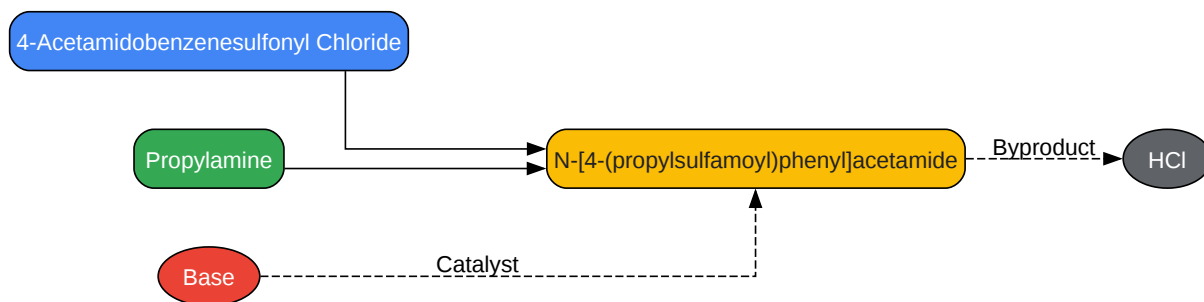 4-Acetamidobenzenesulfonyl Chloride
Propylamine
N-[4-(propylsulfamoyl)phenyl]acetamide
Byproduct
HCl
Base
Catalyst